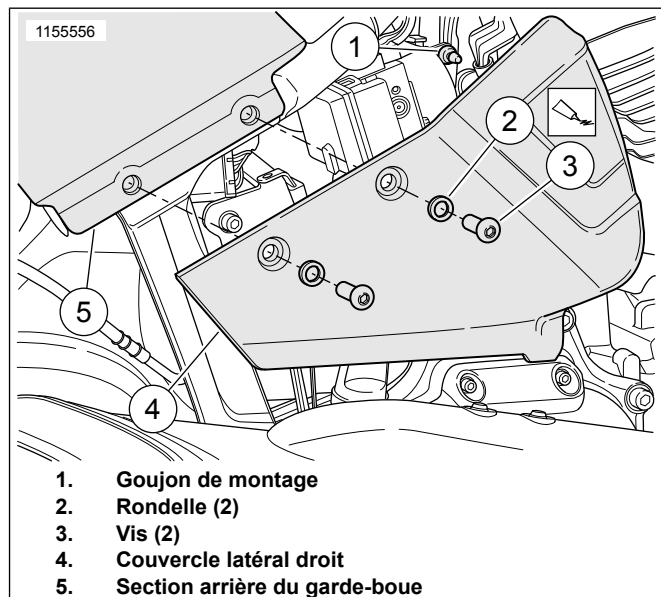 1155556
1
2
3
5
4
1. Goujon de montage
2. Rondelle (2)
3. Vis (2)
4. Couvercle latéral droit
5. Section arrière du garde-boue